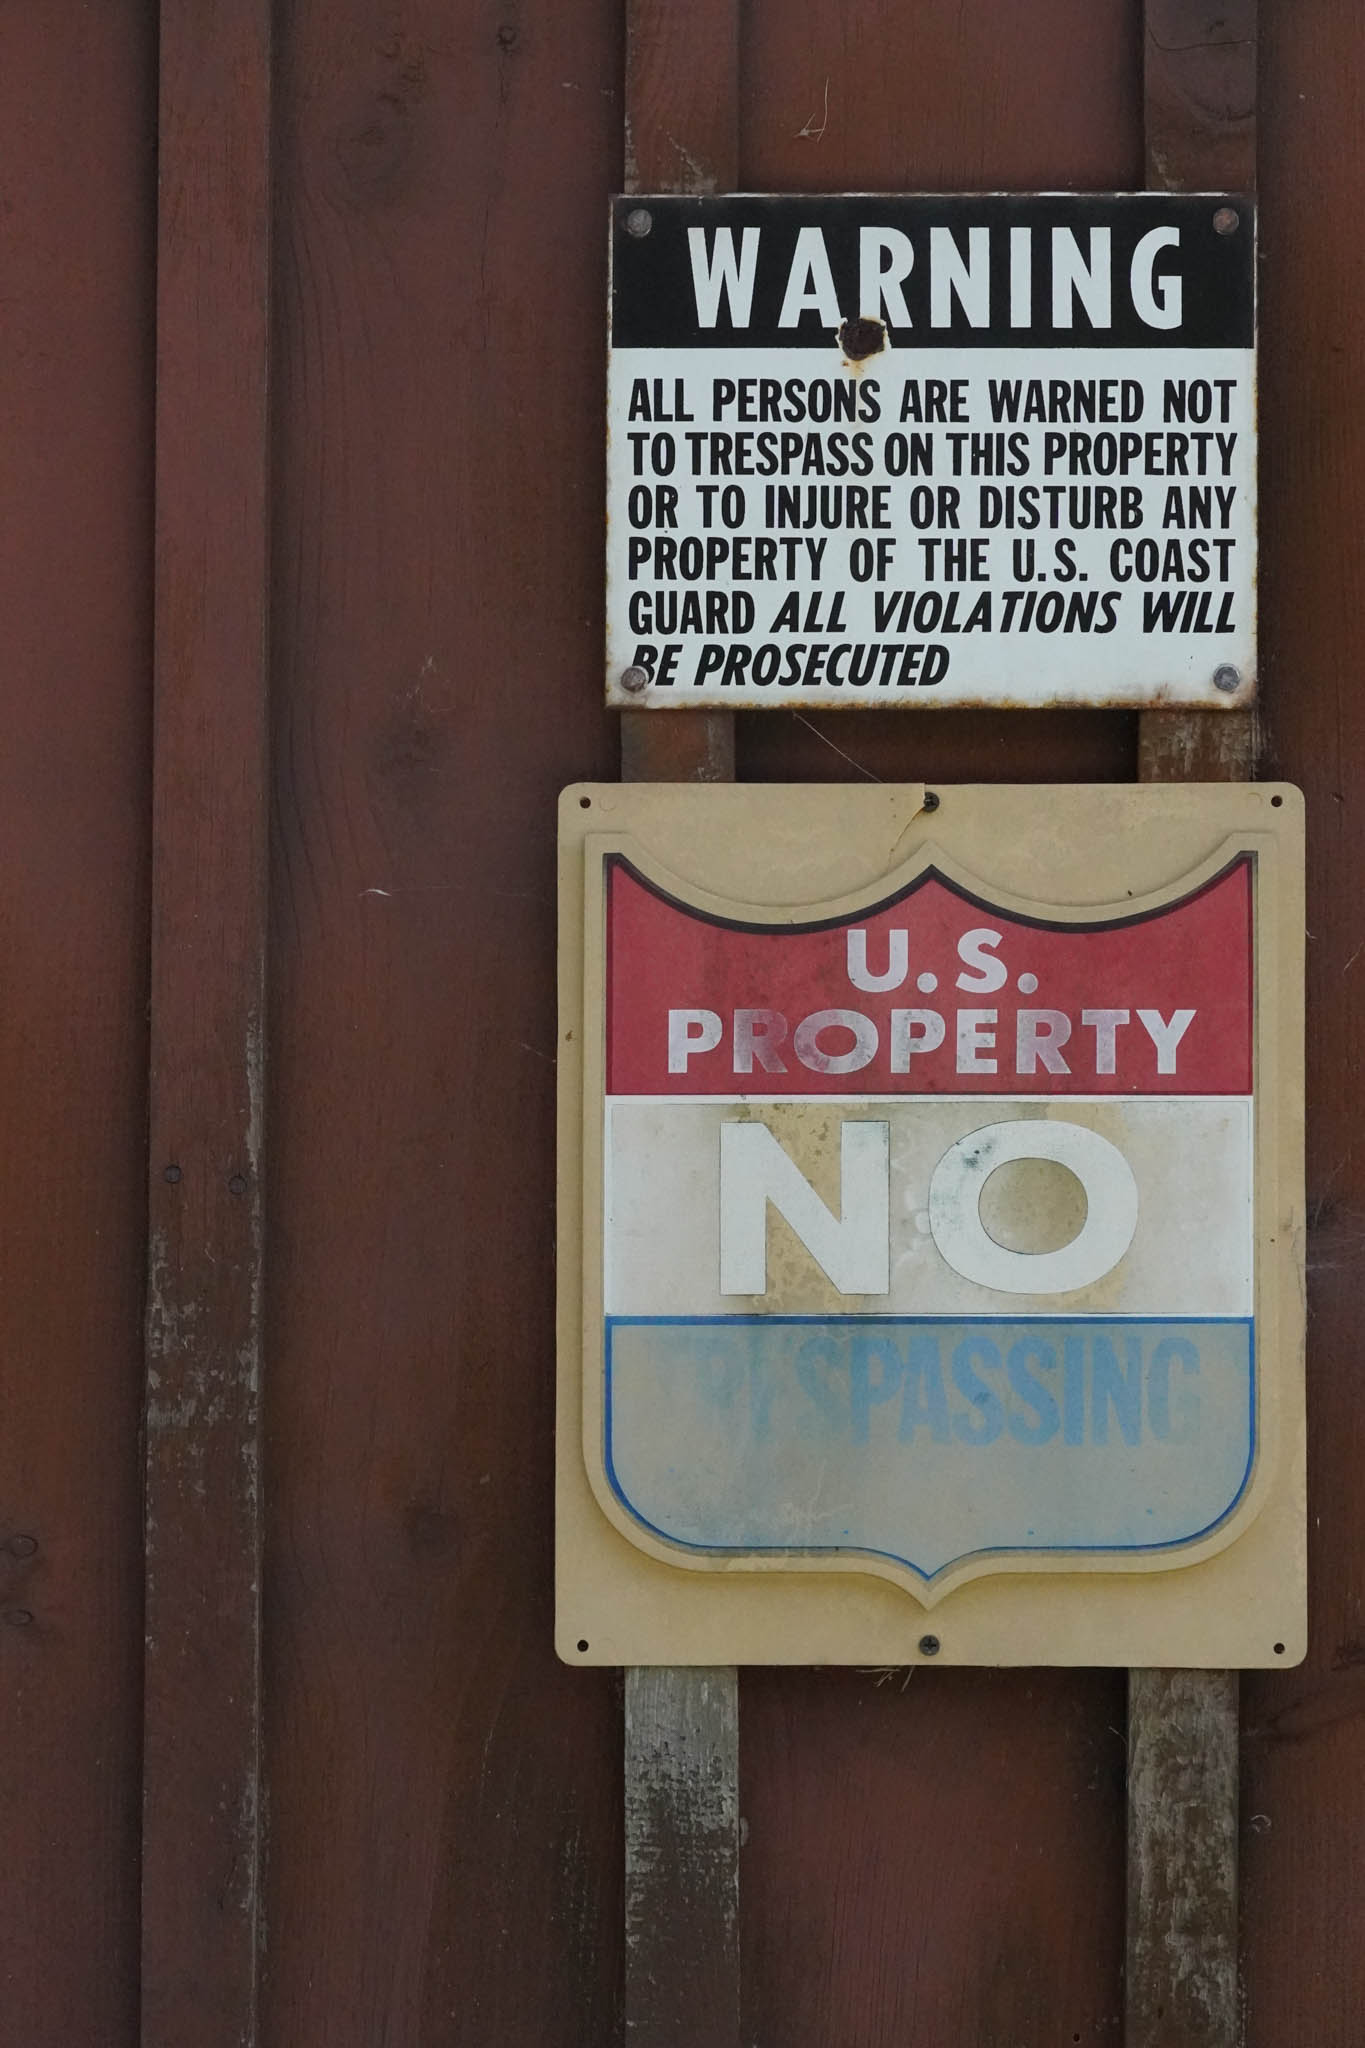 WARNING
ALL PERSONS ARE WARNED NOT
TO TRESPASS ON THIS PROPERTY
OR TO INJURE OR DISTURB ANY
PROPERTY OF THE U.S. COAST
GUARD ALL VIOLATIONS WILL
BE PROSECUTED
U.S.
PROPERTY
NO
TRESPASSING